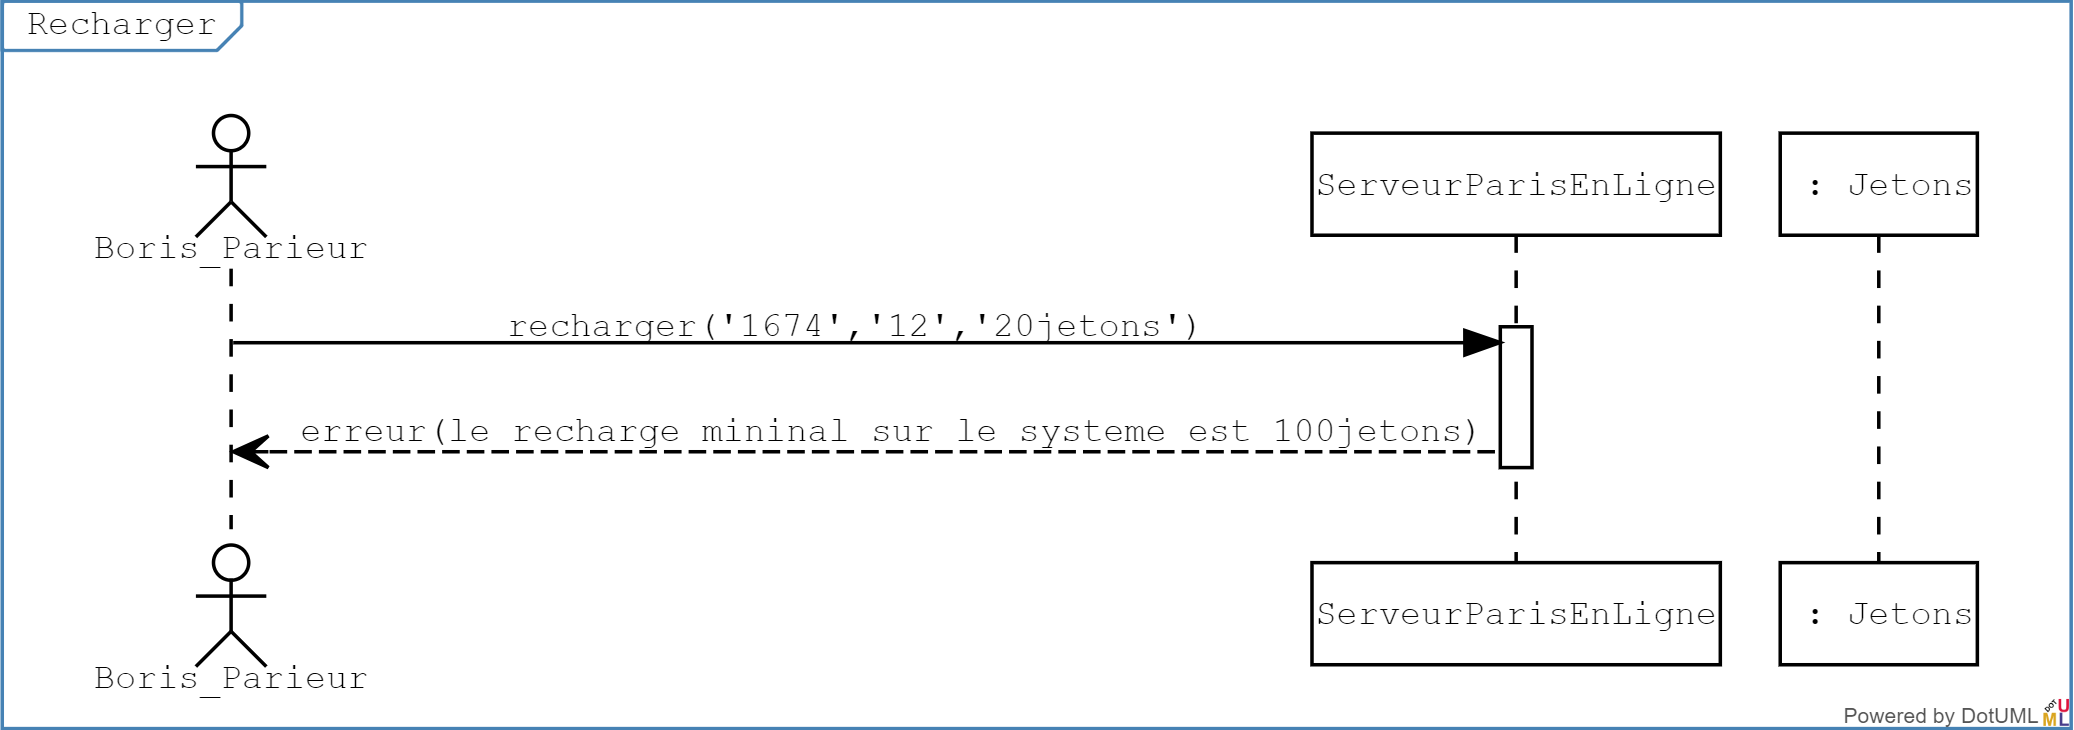 Recharger
Boris_Parieur
ServeurParisEnLigne
: Jetons
recharger('1674','12','20jetons')
erreur(le recharge mininal sur le systeme est 100jetons)
Boris_Parieur
ServeurParisEnLigne
: Jetons
Powered by DotUML
DOT
U
M L